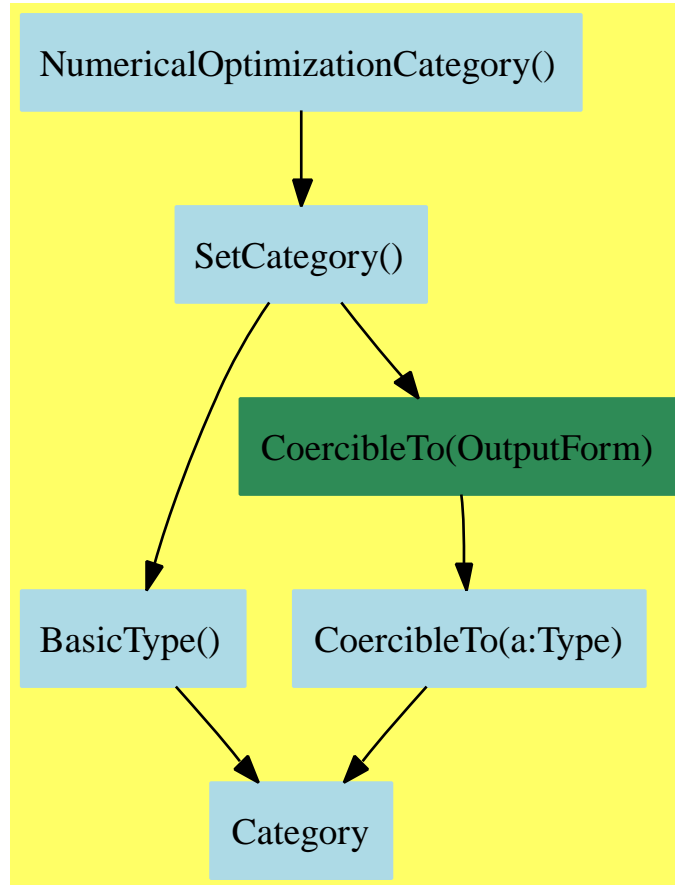 NumericalOptimizationCategory()
SetCategory()
CoercibleTo(OutputForm)
BasicType()
CoercibleTo(a:Type)
Category